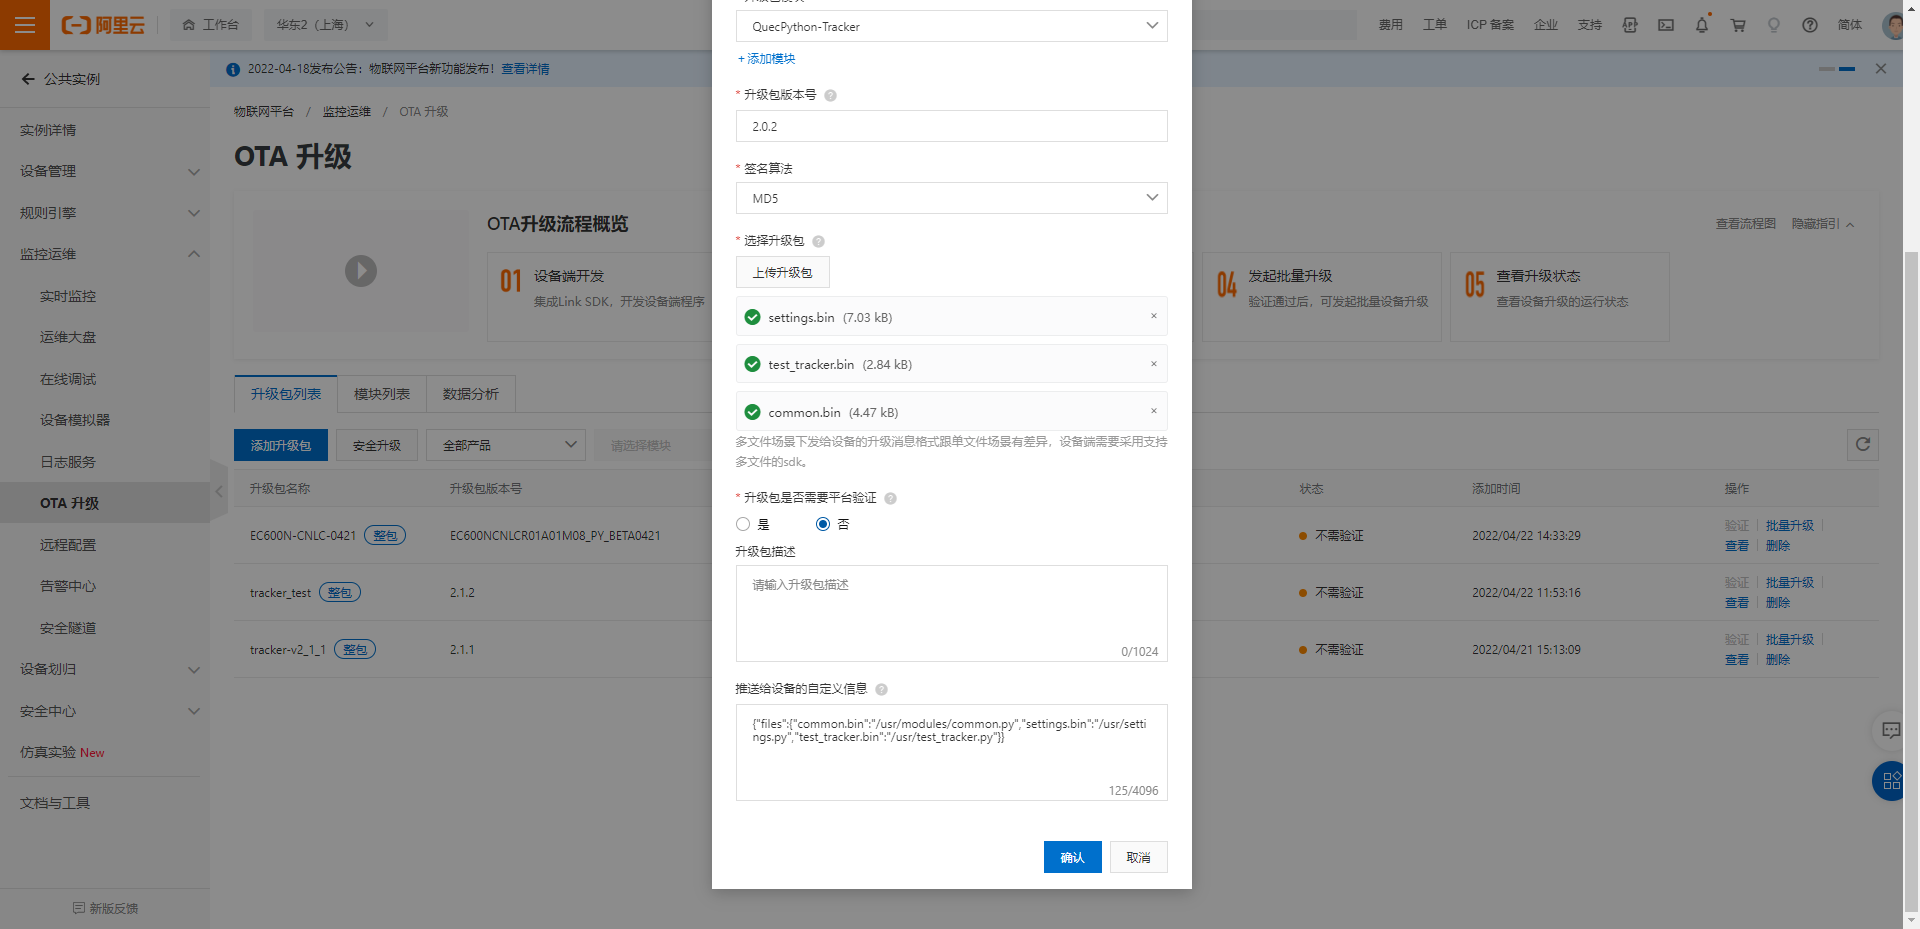 阿里云
工作台
华东2（上海）
费用
工单
ICP 备案
企业
支持
简体
公共实例
2022-04-18发布公告：物联网平台新功能发布！查看详情
物联网平台 / 监控运维 / OTA 升级
OTA 升级
实例详情
设备管理
规则引擎
监控运维
实时监控
运维大盘
在线调试
设备模拟器
日志服务
OTA 升级
远程配置
告警中心
安全隧道
设备划归
安全中心
仿真实验 New
文档与工具
新版反馈
OTA升级流程概览
查看流程图
隐藏指引
01 设备端开发
集成Link SDK，开发设备端程序
04 发起批量升级
验证通过后，可发起批量设备升级
05 查看升级状态
查看设备升级的运行状态
升级包列表
模块列表
数据分析
添加升级包
安全升级
全部产品
请选择模块
升级包名称
升级包版本号
状态
添加时间
操作
EC600N-CNLC-0421 整包
EC600NCNLCR01A01M08_PY_BETA0421
不需验证
2022/04/22 14:33:29
验证 批量升级
查看 删除
tracker_test 整包
2.1.2
不需验证
2022/04/22 11:53:16
验证 批量升级
查看 删除
tracker-v2_1_1 整包
2.1.1
不需验证
2022/04/21 15:13:09
验证 批量升级
查看 删除
QuecPython-Tracker
+ 添加模块
* 升级包版本号
2.0.2
* 签名算法
MD5
* 选择升级包
上传升级包
settings.bin (7.03 kB)
test_tracker.bin (2.84 kB)
common.bin (4.47 kB)
多文件场景下发给设备的升级消息格式跟单文件场景有差异，设备端需要采用支持
多文件的sdk。
* 升级包是否需要平台验证
是
否
升级包描述
请输入升级包描述
0/1024
推送给设备的自定义信息
{"files":{"common.bin":"/usr/modules/common.py","settings.bin":"/usr/setti
ngs.py","test_tracker.bin":"/usr/test_tracker.py"}}
125/4096
确认
取消